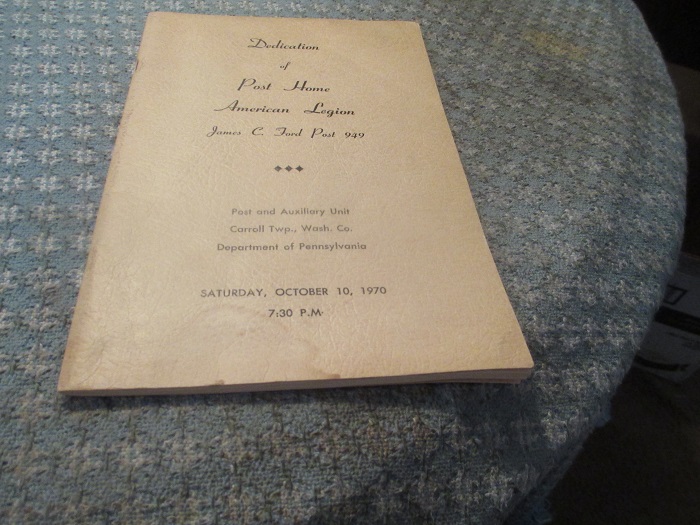 Dedication
of
Post Home
American Legion
James C. Ford Post 949
Post and Auxiliary Unit
Carroll Twp., Wash. Co.
Department of Pennsylvania
SATURDAY, OCTOBER 10, 1970
7:30 P.M.